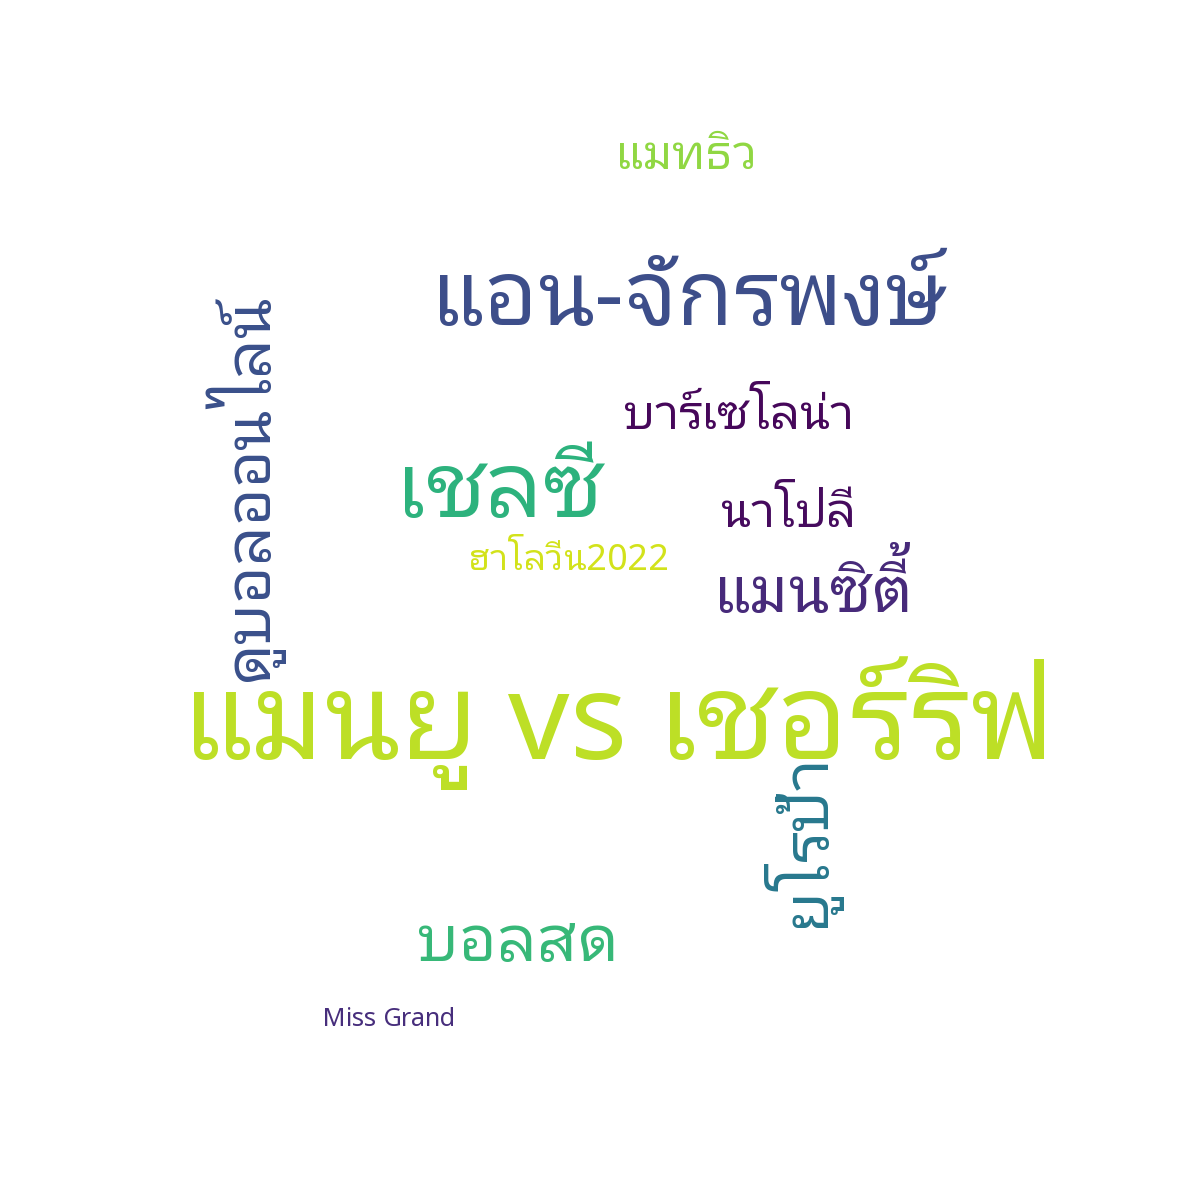 แมทธิว
แอน-จักรพงษ์
ดูบอลออนไลน์
บาร์เซโลน่า
เชลซี
นาโปลี
ฮาโลวีน2022
แมนซิตี้
แมนยู vs เชอร์ริฟ
ยูโรป้า
บอลสด
Miss Grand